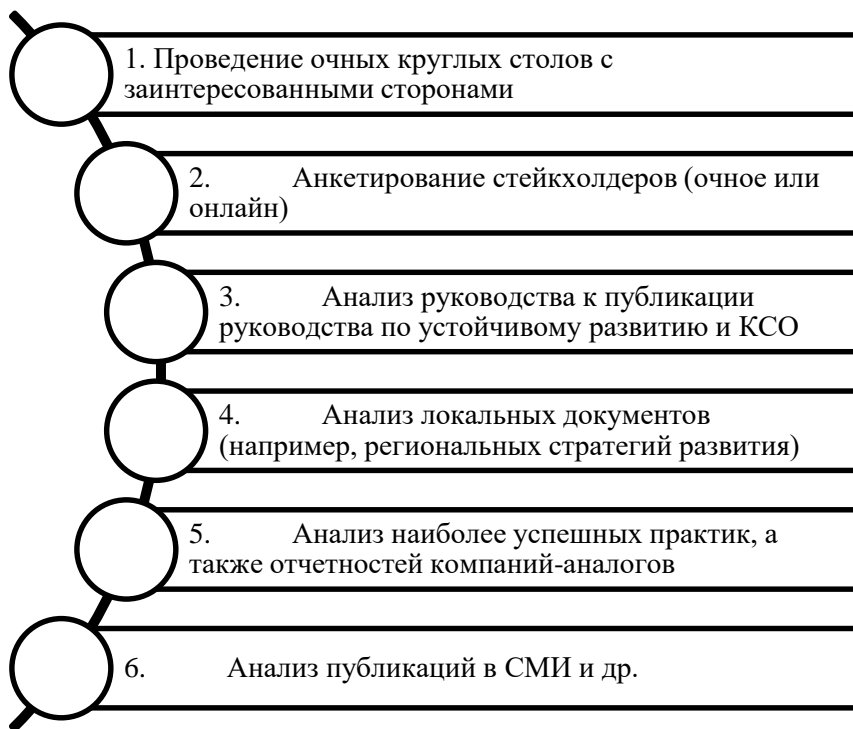 1. Проведение очных круглых столов с
заинтересованными сторонами
2. Анкетирование стейкхолдеров (очное или
онлайн)
3. Анализ руководства к публикации
руководства по устойчивому развитию и КСО
4. Анализ локальных документов
(например, региональных стратегий развития)
5. Анализ наиболее успешных практик, а
также отчетностей компаний-аналогов
6. Анализ публикаций в СМИ и др.